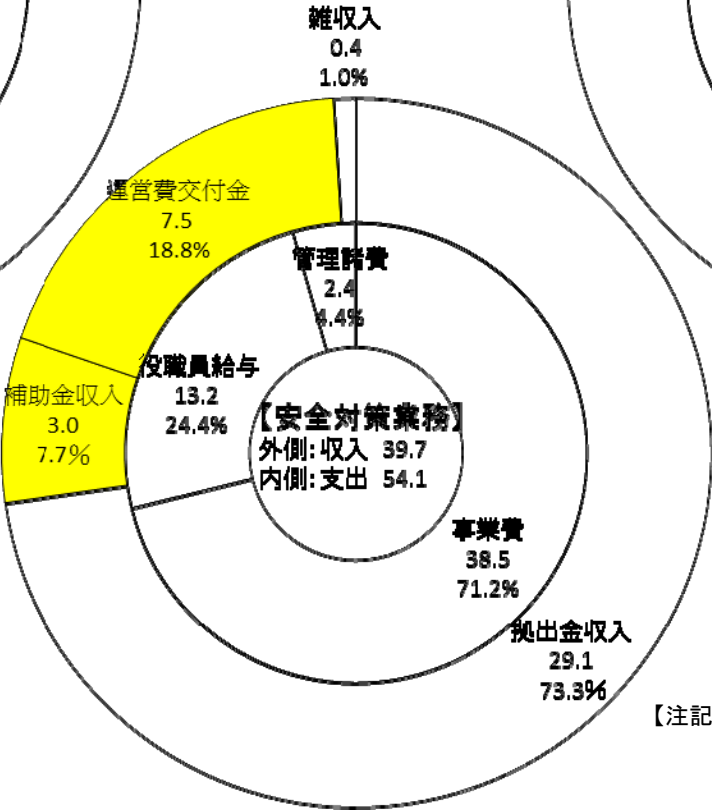 雑収入
0.4
1.0%
運営費交付金
7.5
18.8%
管理諸費
2.4
4.4%
役職員給与
13.2
24.4%
補助金収入
3.0
7.7%
【安全対策業務】
外側:収入 39.7
内側:支出 54.1
事業費
38.5
71.2%
拠出金収入
29.1
73.3%
【注記